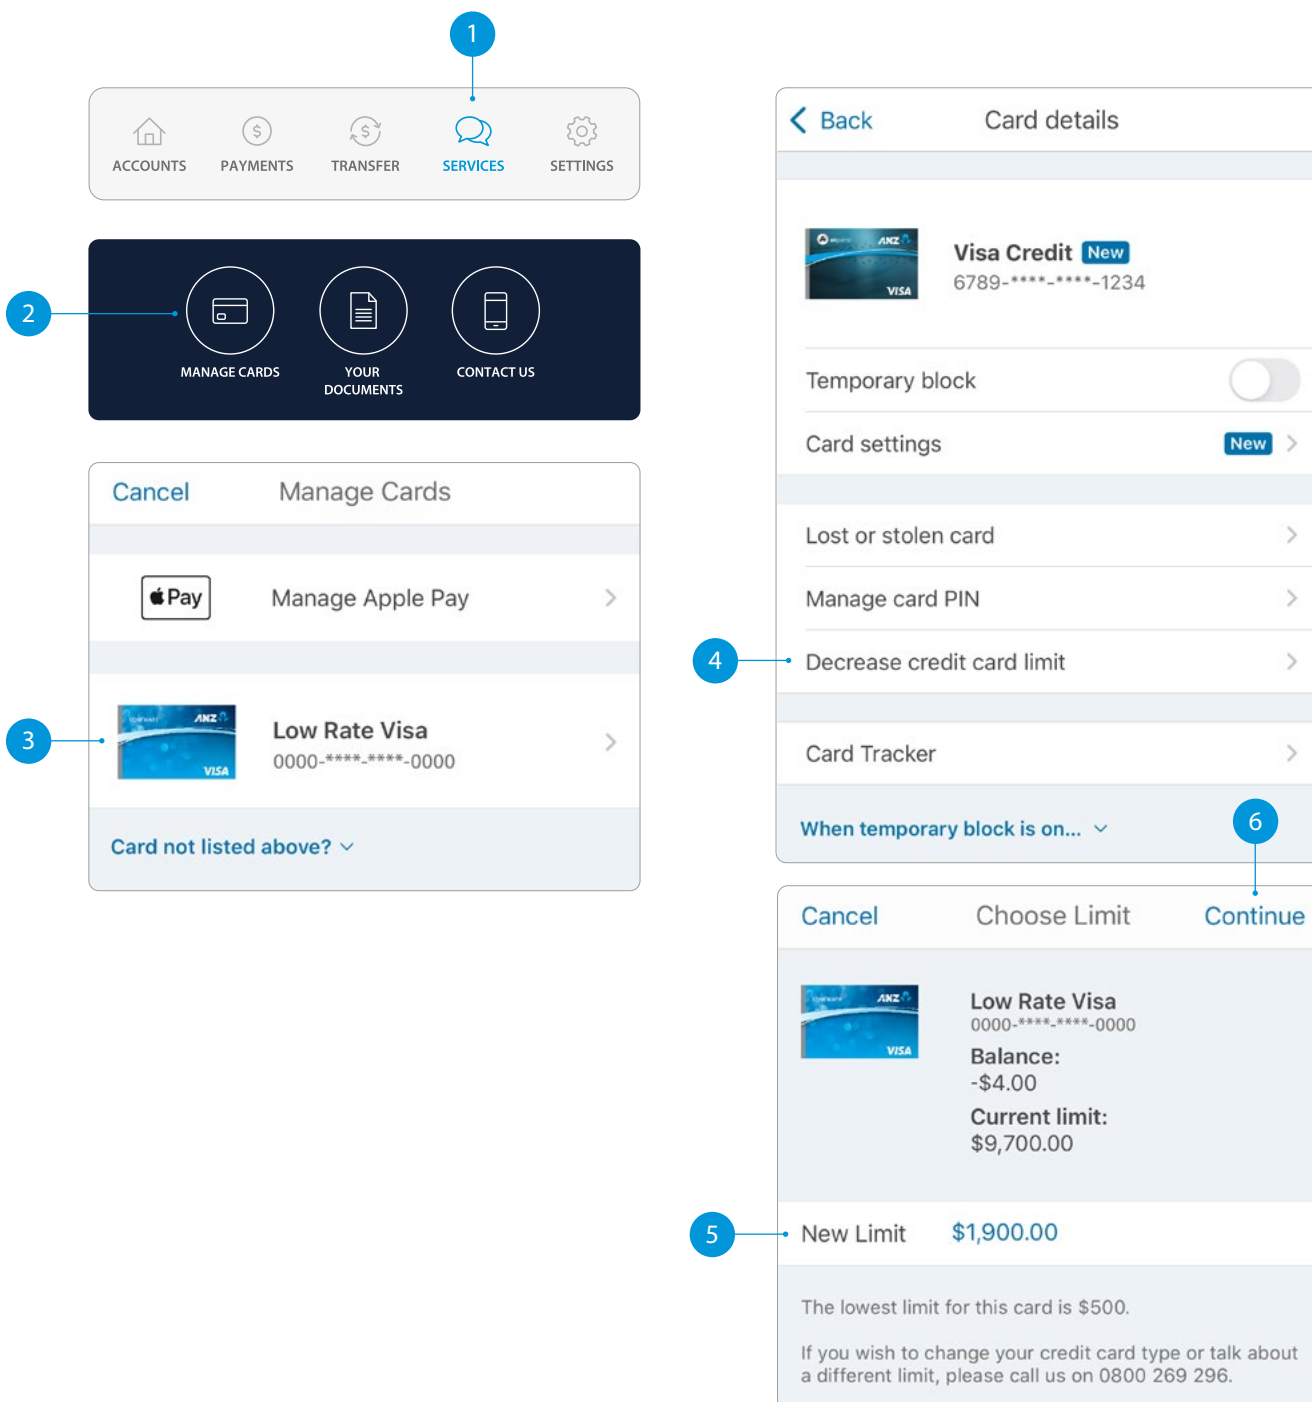 1
ACCOUNTS
PAYMENTS
TRANSFER
SERVICES
SETTINGS
2
MANAGE CARDS
YOUR
DOCUMENTS
CONTACT US
Cancel
Manage Cards
Pay
Manage Apple Pay
3
ANZ
VISA
Low Rate Visa
0000-****-****-0000
Card not listed above?
Back
Card details
ANZ
VISA
Visa Credit New
6789-****-****-1234
Temporary block
Card settings
New
Lost or stolen card
Manage card PIN
4
Decrease credit card limit
Card Tracker
When temporary block is on...
6
Cancel
Choose Limit
Continue
ANZ
VISA
Low Rate Visa
0000-****-****-0000
Balance:
-$4.00
Current limit:
$9,700.00
5
New Limit
$1,900.00
The lowest limit for this card is $500.
If you wish to change your credit card type or talk about
a different limit, please call us on 0800 269 296.